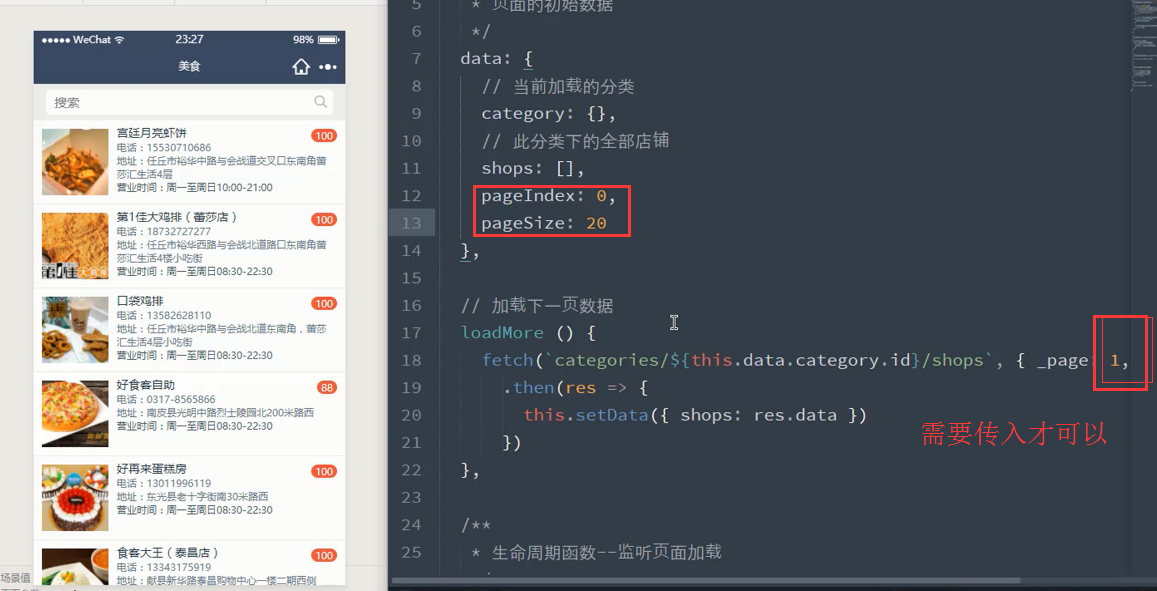 ●●●●● WeChat
23:27
98%
美食
搜索
宫廷月亮虾饼
100
电话：15530710686
地址：任丘市裕华中路与会战道交叉口东南角莆
莎汇生活4层
营业时间：周一至周日10:00-21:00
第1佳大鸡排（蕾莎店）
100
电话：18732727277
地址：任丘市裕华西路与会战北道路口东南角莆
莎汇生活4楼小吃街
营业时间：周一至周日08:30-22:30
口袋鸡排
100
电话：13582628110
地址：任丘市裕华中路与会战北道东南角，莆莎
汇生活4层小吃街
营业时间：周一至周日08:30-22:30
好食客自助
88
电话：0317-8565866
地址：南皮县光明中路烈士陵园北200米路西
营业时间：周一至周日08:30-22:30
好再来蛋糕房
100
电话：13011996119
地址：东光县老十字街南30米路西
营业时间：周一至周日08:30-22:30
食客大王（泰昌店）
100
电话：13343175919
地址：献县新华路泰昌购物中心一楼二期西侧
场景值
5 * 页面的初始数据
6 */
7 data: {
8 // 当前加载的分类
9 category: {},
10 // 此分类下的全部店铺
11 shops: [],
12 pageIndex: 0,
13 pageSize: 20
14 },
15
16 // 加载下一页数据
17 loadMore () {
18 fetch(`categories/${this.data.category.id}/shops`, { _page: 1,
19 .then(res => {
20 this.setData({ shops: res.data })
21 })
需要传入才可以
22 },
23
24 /**
25 * 生命周期函数--监听页面加载